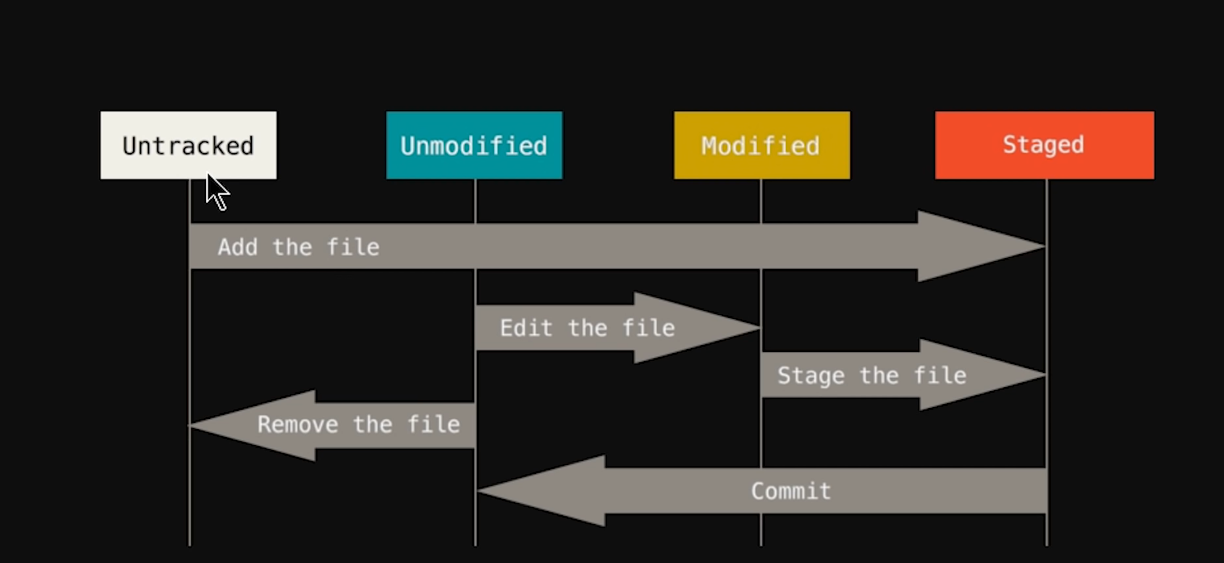 Untracked
Unmodified
Modified
Staged
Add the file
Edit the file
Stage the file
Remove the file
Commit